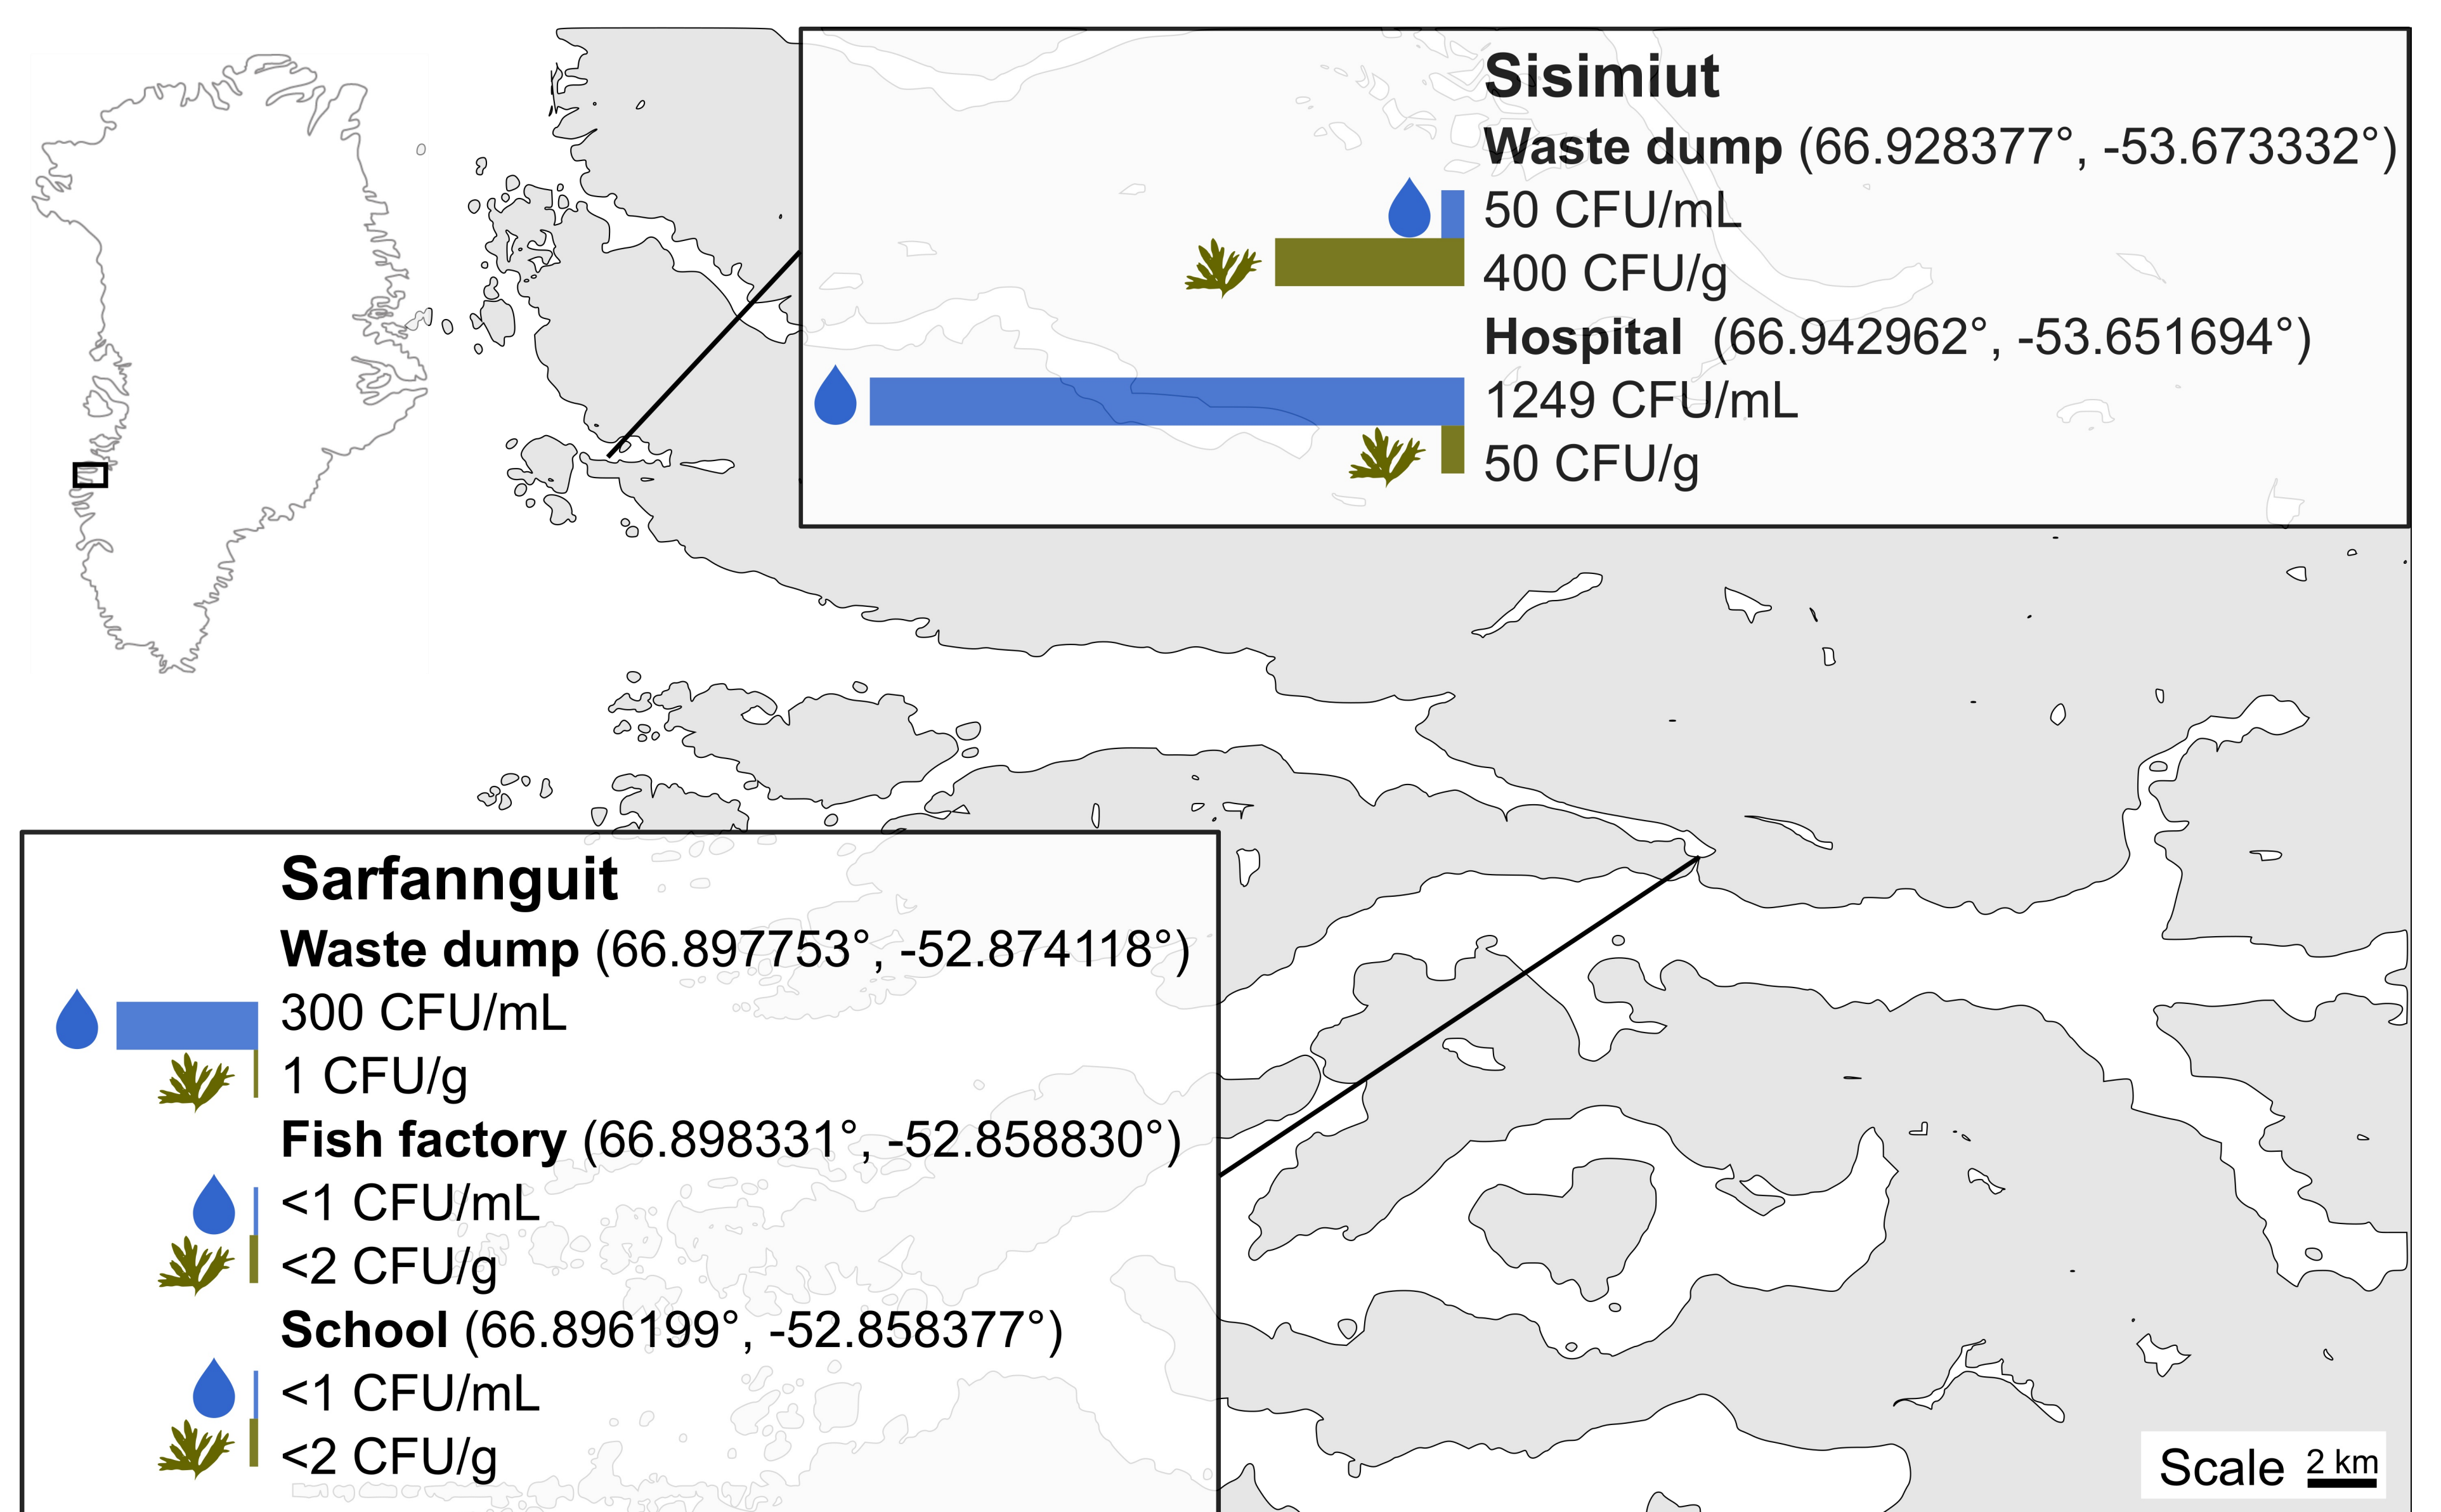 Sisimiut
Waste dump (66.928377°, -53.673332°)
50 CFU/mL
400 CFU/g
Hospital (66.942962°, -53.651694°)
1249 CFU/mL
50 CFU/g
Sarfannguit
Waste dump (66.897753°, -52.874118°)
300 CFU/mL
1 CFU/g
Fish factory (66.898331°, -52.858830°)
<1 CFU/mL
<2 CFU/g
School (66.896199°, -52.858377°)
<1 CFU/mL
<2 CFU/g
Scale 2 km